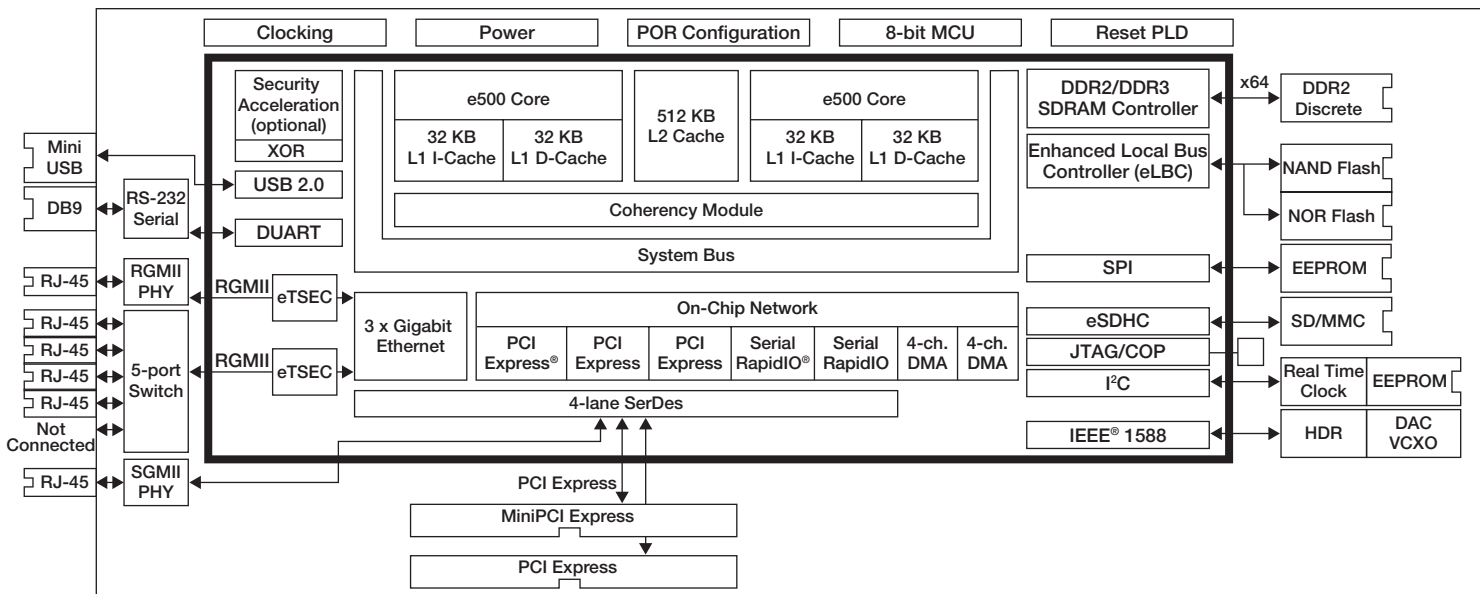 Clocking
Power
POR Configuration
8-bit MCU
Reset PLD
Security
Acceleration
(optional)
XOR
USB 2.0
DUART
e500 Core
32 KB
L1 I-Cache
32 KB
L1 D-Cache
512 KB
L2 Cache
e500 Core
32 KB
L1 I-Cache
32 KB
L1 D-Cache
Coherency Module
System Bus
DDR2/DDR3
SDRAM Controller
x64
DDR2
Discrete
Enhanced Local Bus
Controller (eLBC)
NAND Flash
NOR Flash
Mini
USB
DB9
RS-232
Serial
RJ-45
RGMII
PHY
RGMII
eTSEC
RJ-45
RJ-45
RJ-45
RJ-45
Not
Connected
5-port
Switch
RGMII
eTSEC
3 x Gigabit
Ethernet
On-Chip Network
PCI
Express®
PCI
Express
PCI
Express
Serial
RapidIO®
Serial
RapidIO
4-ch.
DMA
4-ch.
DMA
4-lane SerDes
SPI
EEPROM
eSDHC
SD/MMC
JTAG/COP
I²C
Real Time
Clock
EEPROM
IEEE® 1588
HDR
DAC
VCXO
RJ-45
SGMII
PHY
PCI Express
MiniPCI Express
PCI Express